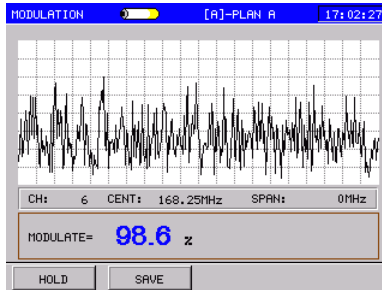 MODULATION [A]-PLAN A 17:02:27
CH: 6 CENT: 168.25MHz SPAN: 0MHz
MODULATE= 98.6 %
HOLD SAVE